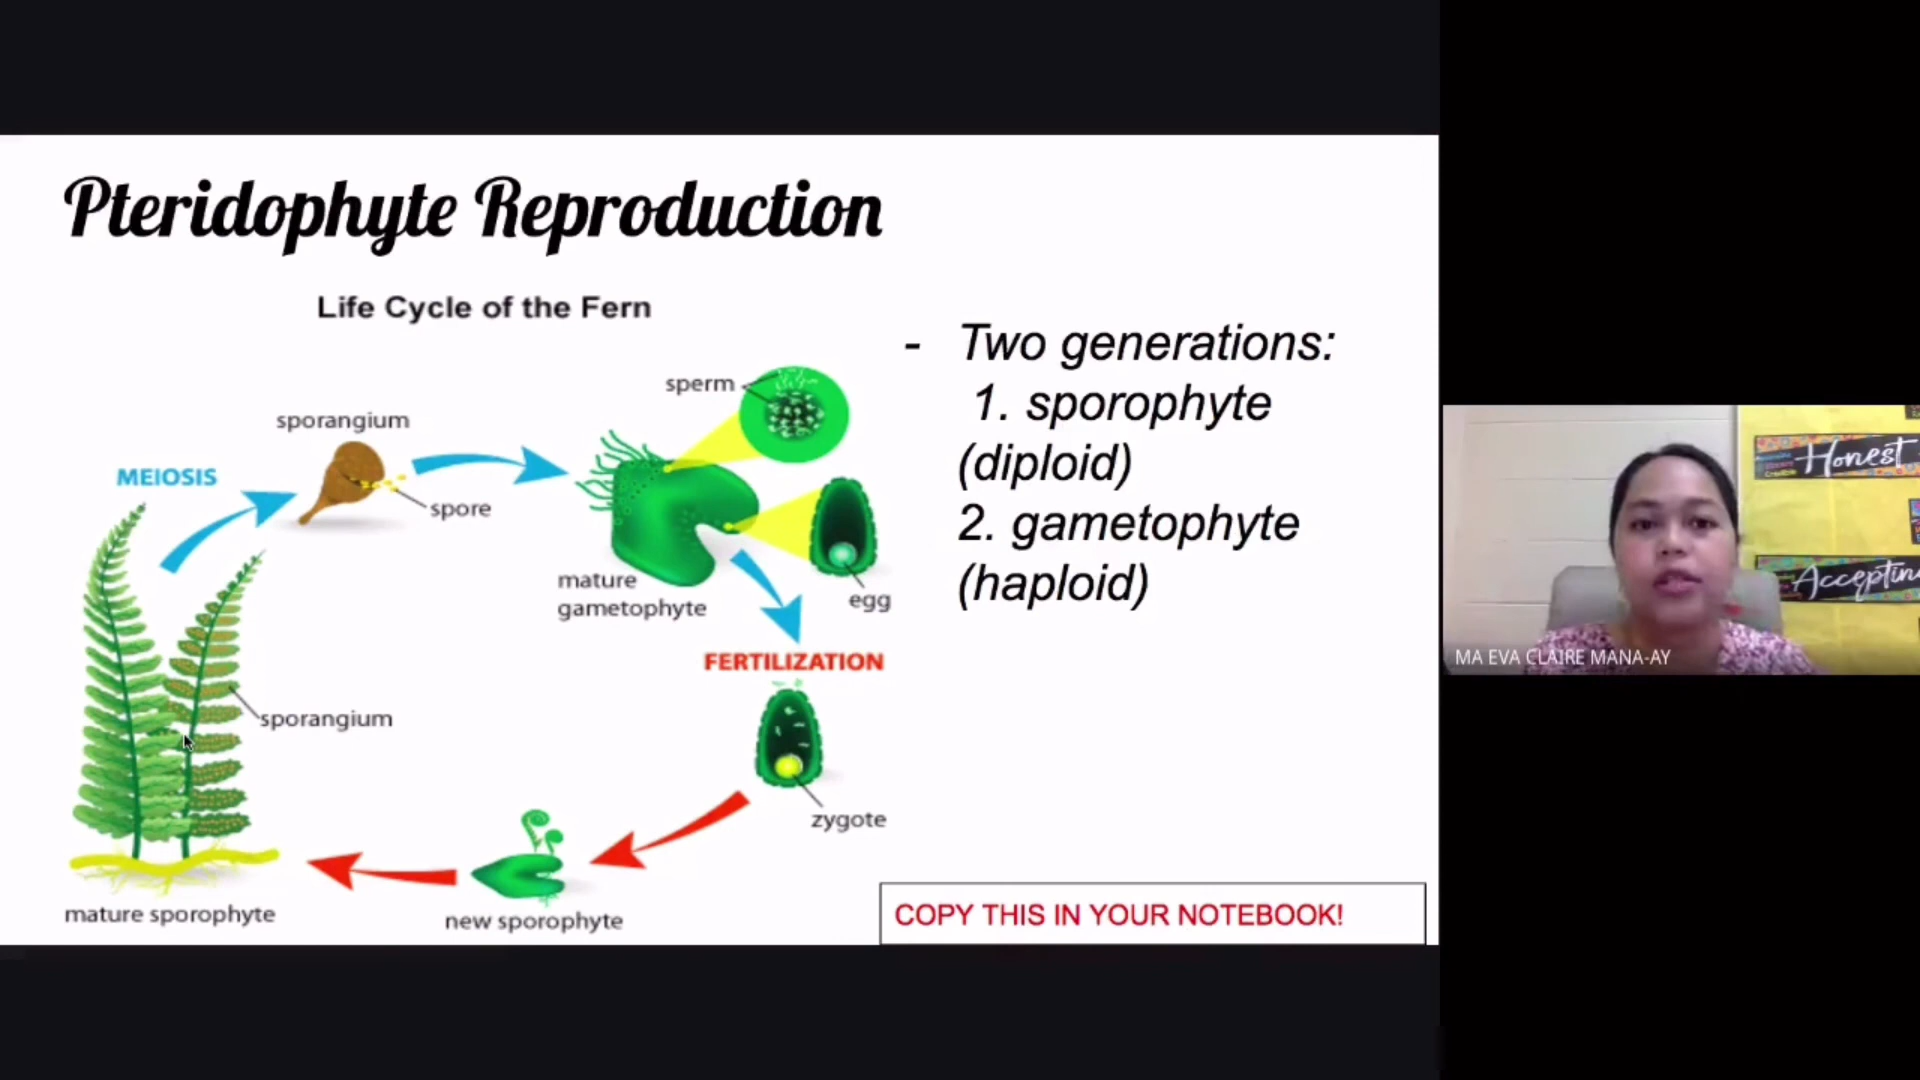 Pteridophyte Reproduction
Life Cycle of the Fern
sperm
sporangium
MEIOSIS
spore
mature
gametophyte
egg
FERTILIZATION
sporangium
zygote
mature sporophyte
new sporophyte
- Two generations:
1. sporophyte
(diploid)
2. gametophyte
(haploid)
COPY THIS IN YOUR NOTEBOOK!
Honest
Accepting
MA EVA CLAIRE MANA-AY